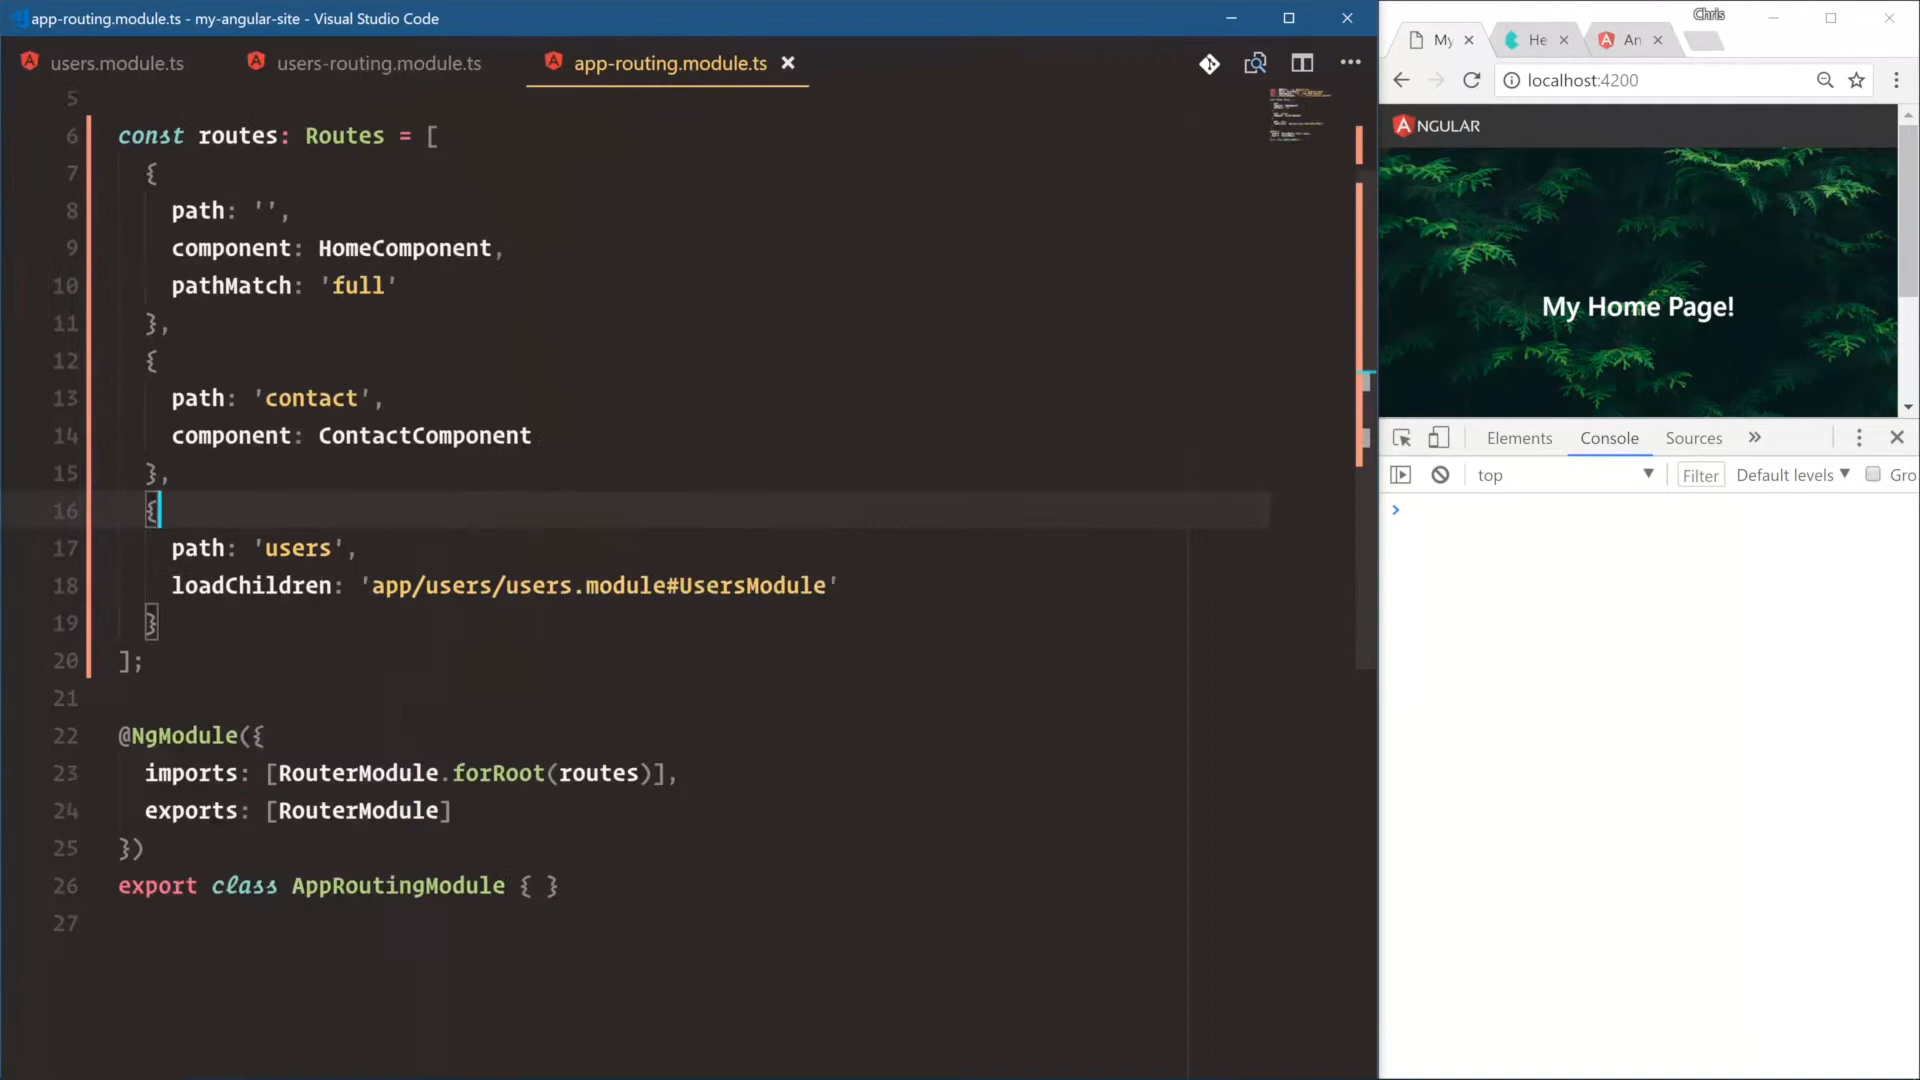 app-routing.module.ts - my-angular-site - Visual Studio Code
users.module.ts
users-routing.module.ts
app-routing.module.ts
5
6 const routes: Routes = [
7 {
8 path: '',
9 component: HomeComponent,
10 pathMatch: 'full'
11 },
12 {
13 path: 'contact',
14 component: ContactComponent
15 },
16 {
17 path: 'users',
18 loadChildren: 'app/users/users.module#UsersModule'
19 }
20 ];
21
22 @NgModule({
23 imports: [RouterModule.forRoot(routes)],
24 exports: [RouterModule]
25 })
26 export class AppRoutingModule { }
27
Chris
My
He
An
localhost:4200
NGULAR
My Home Page!
Elements
Console
Sources
top
Filter
Default levels
Gro